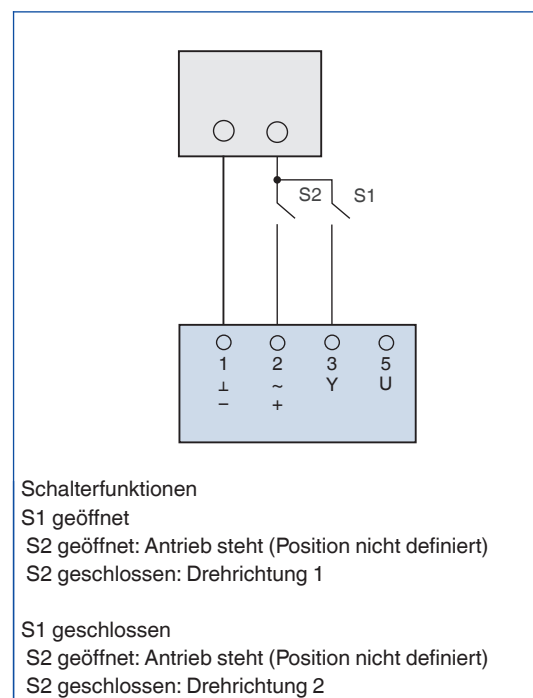 S2 S1
1 2 3 5
⊥ ~ Y U
– +
Schalterfunktionen
S1 geöffnet
S2 geöffnet: Antrieb steht (Position nicht definiert)
S2 geschlossen: Drehrichtung 1
S1 geschlossen
S2 geöffnet: Antrieb steht (Position nicht definiert)
S2 geschlossen: Drehrichtung 2